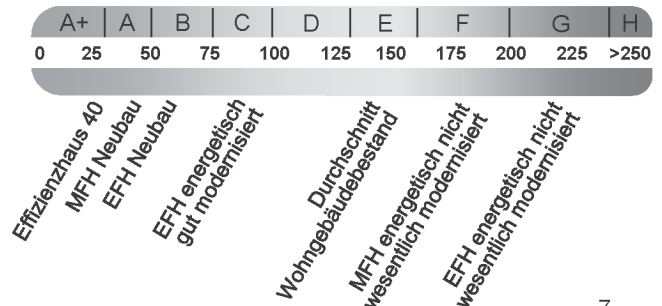 A+ A B C D E F G H
0 25 50 75 100 125 150 175 200 225 >250
Effizienzhaus 40
MFH Neubau
EFH Neubau
EFH energetisch
gut modernisiert
Durchschnitt
Wohngebäudebestand
MFH energetisch nicht
wesentlich modernisiert
EFH energetisch nicht
wesentlich modernisiert
7